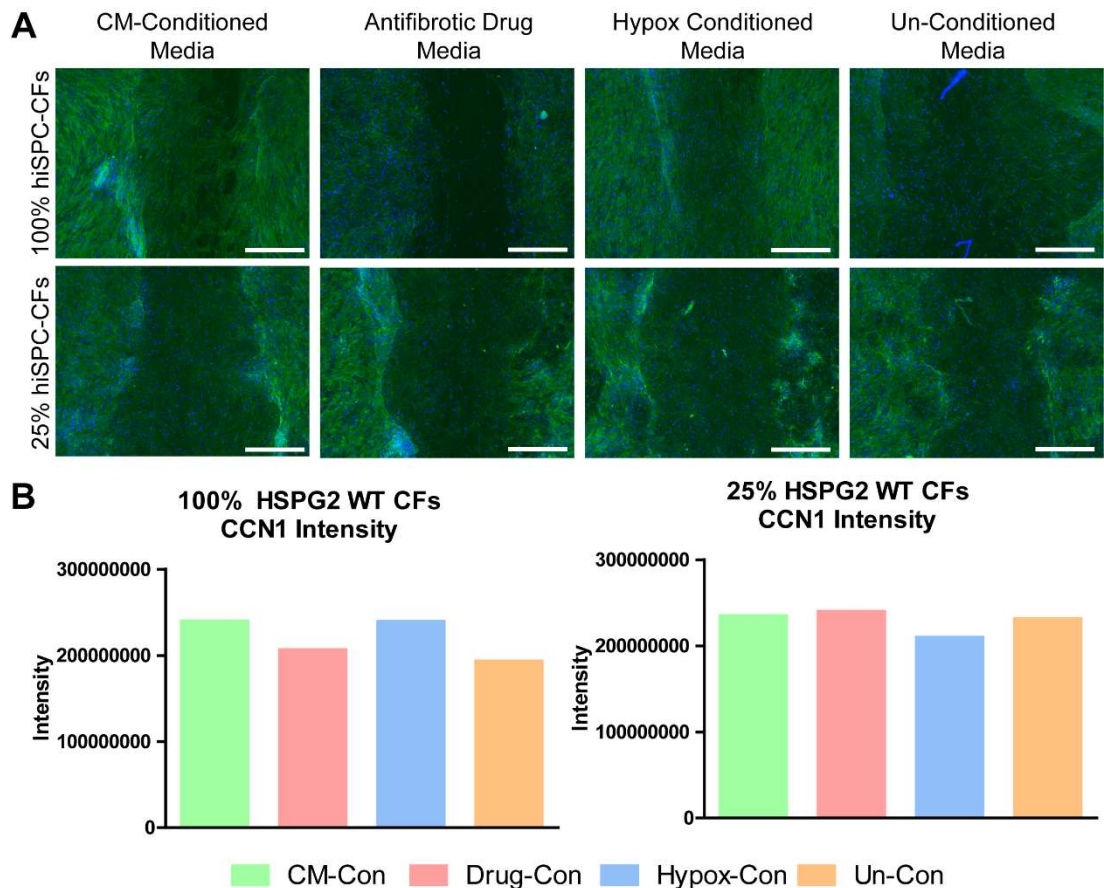 A
CM-Conditioned
Media
Antifibrotic Drug
Media
Hypox Conditioned
Media
Un-Conditioned
Media
100% hiSPC-CFs
25% hiSPC-CFs
B
100% HSPG2 WT CFs
CCN1 Intensity
300000000
200000000
100000000
0
Intensity
25% HSPG2 WT CFs
CCN1 Intensity
300000000
200000000
100000000
0
Intensity
CM-Con
Drug-Con
Hypox-Con
Un-Con